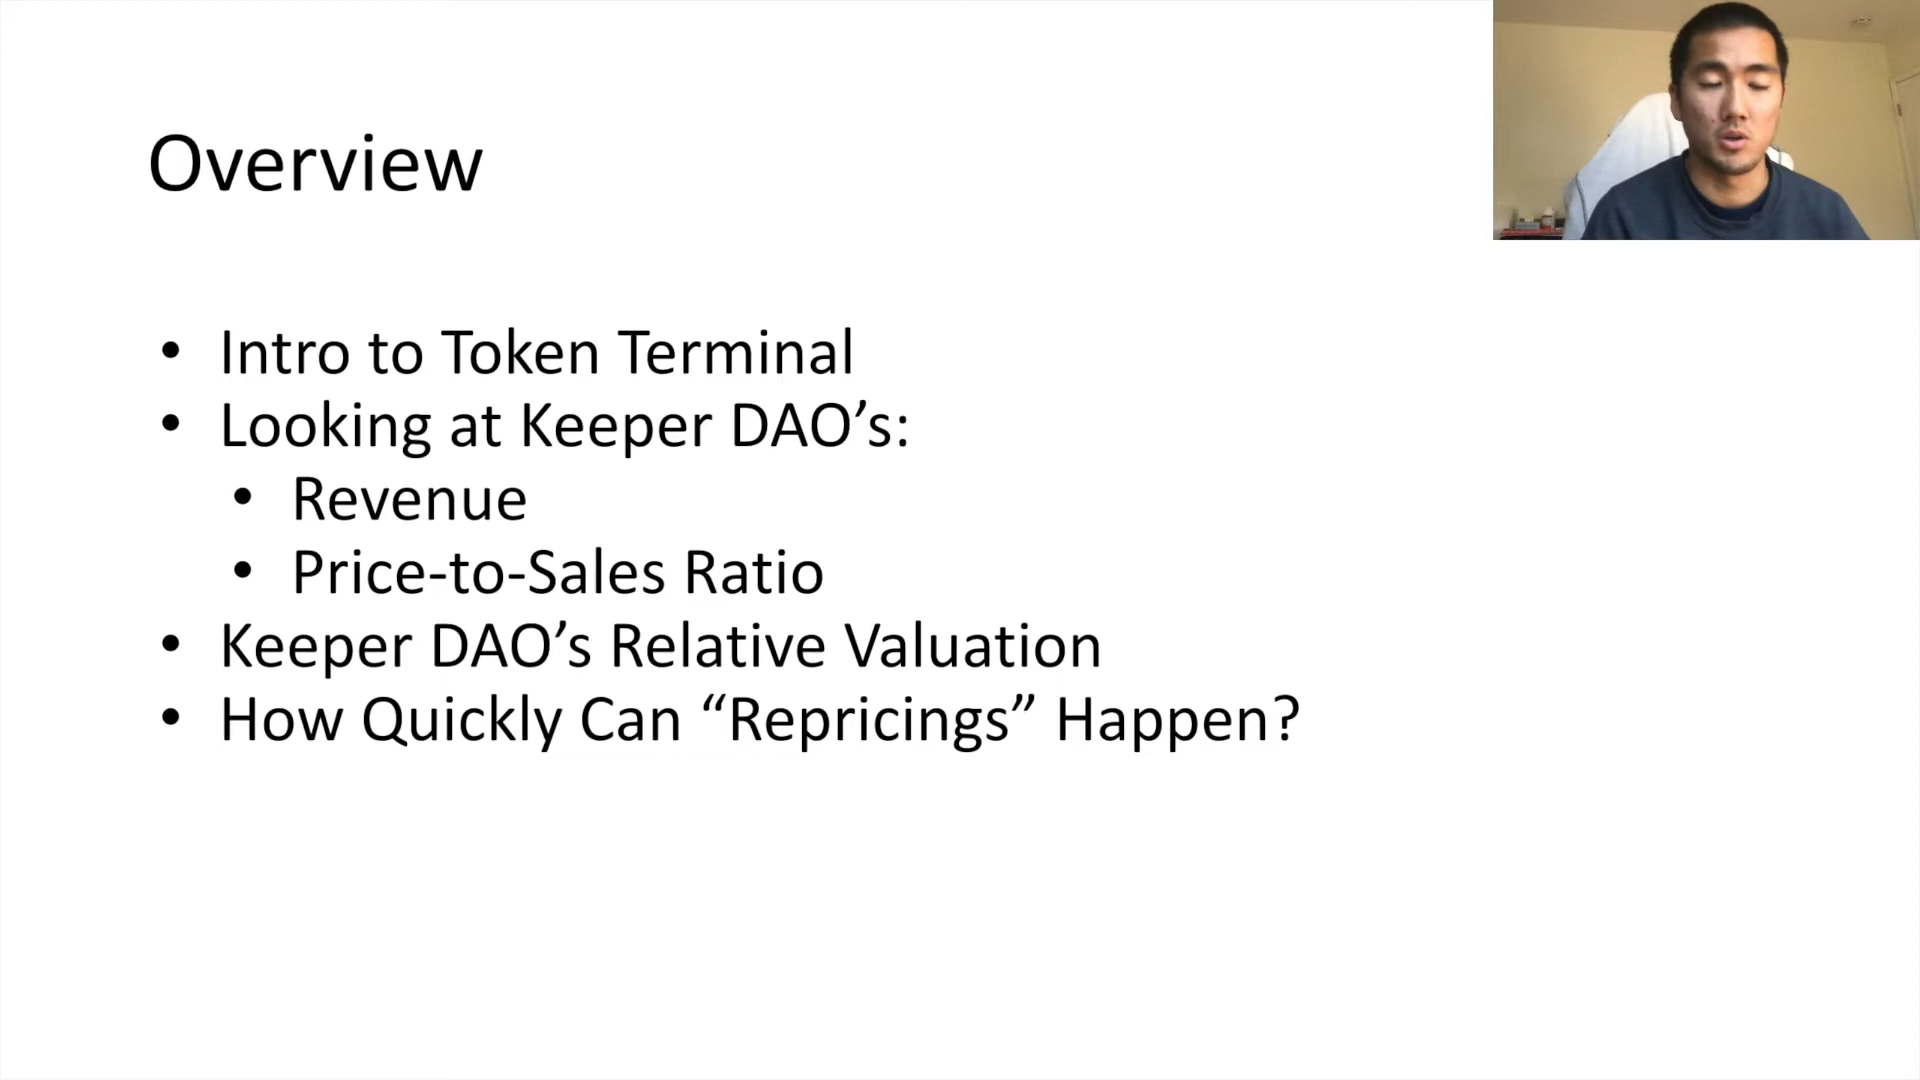 Overview
• Intro to Token Terminal
• Looking at Keeper DAO’s:
• Revenue
• Price-to-Sales Ratio
• Keeper DAO’s Relative Valuation
• How Quickly Can “Repricings” Happen?